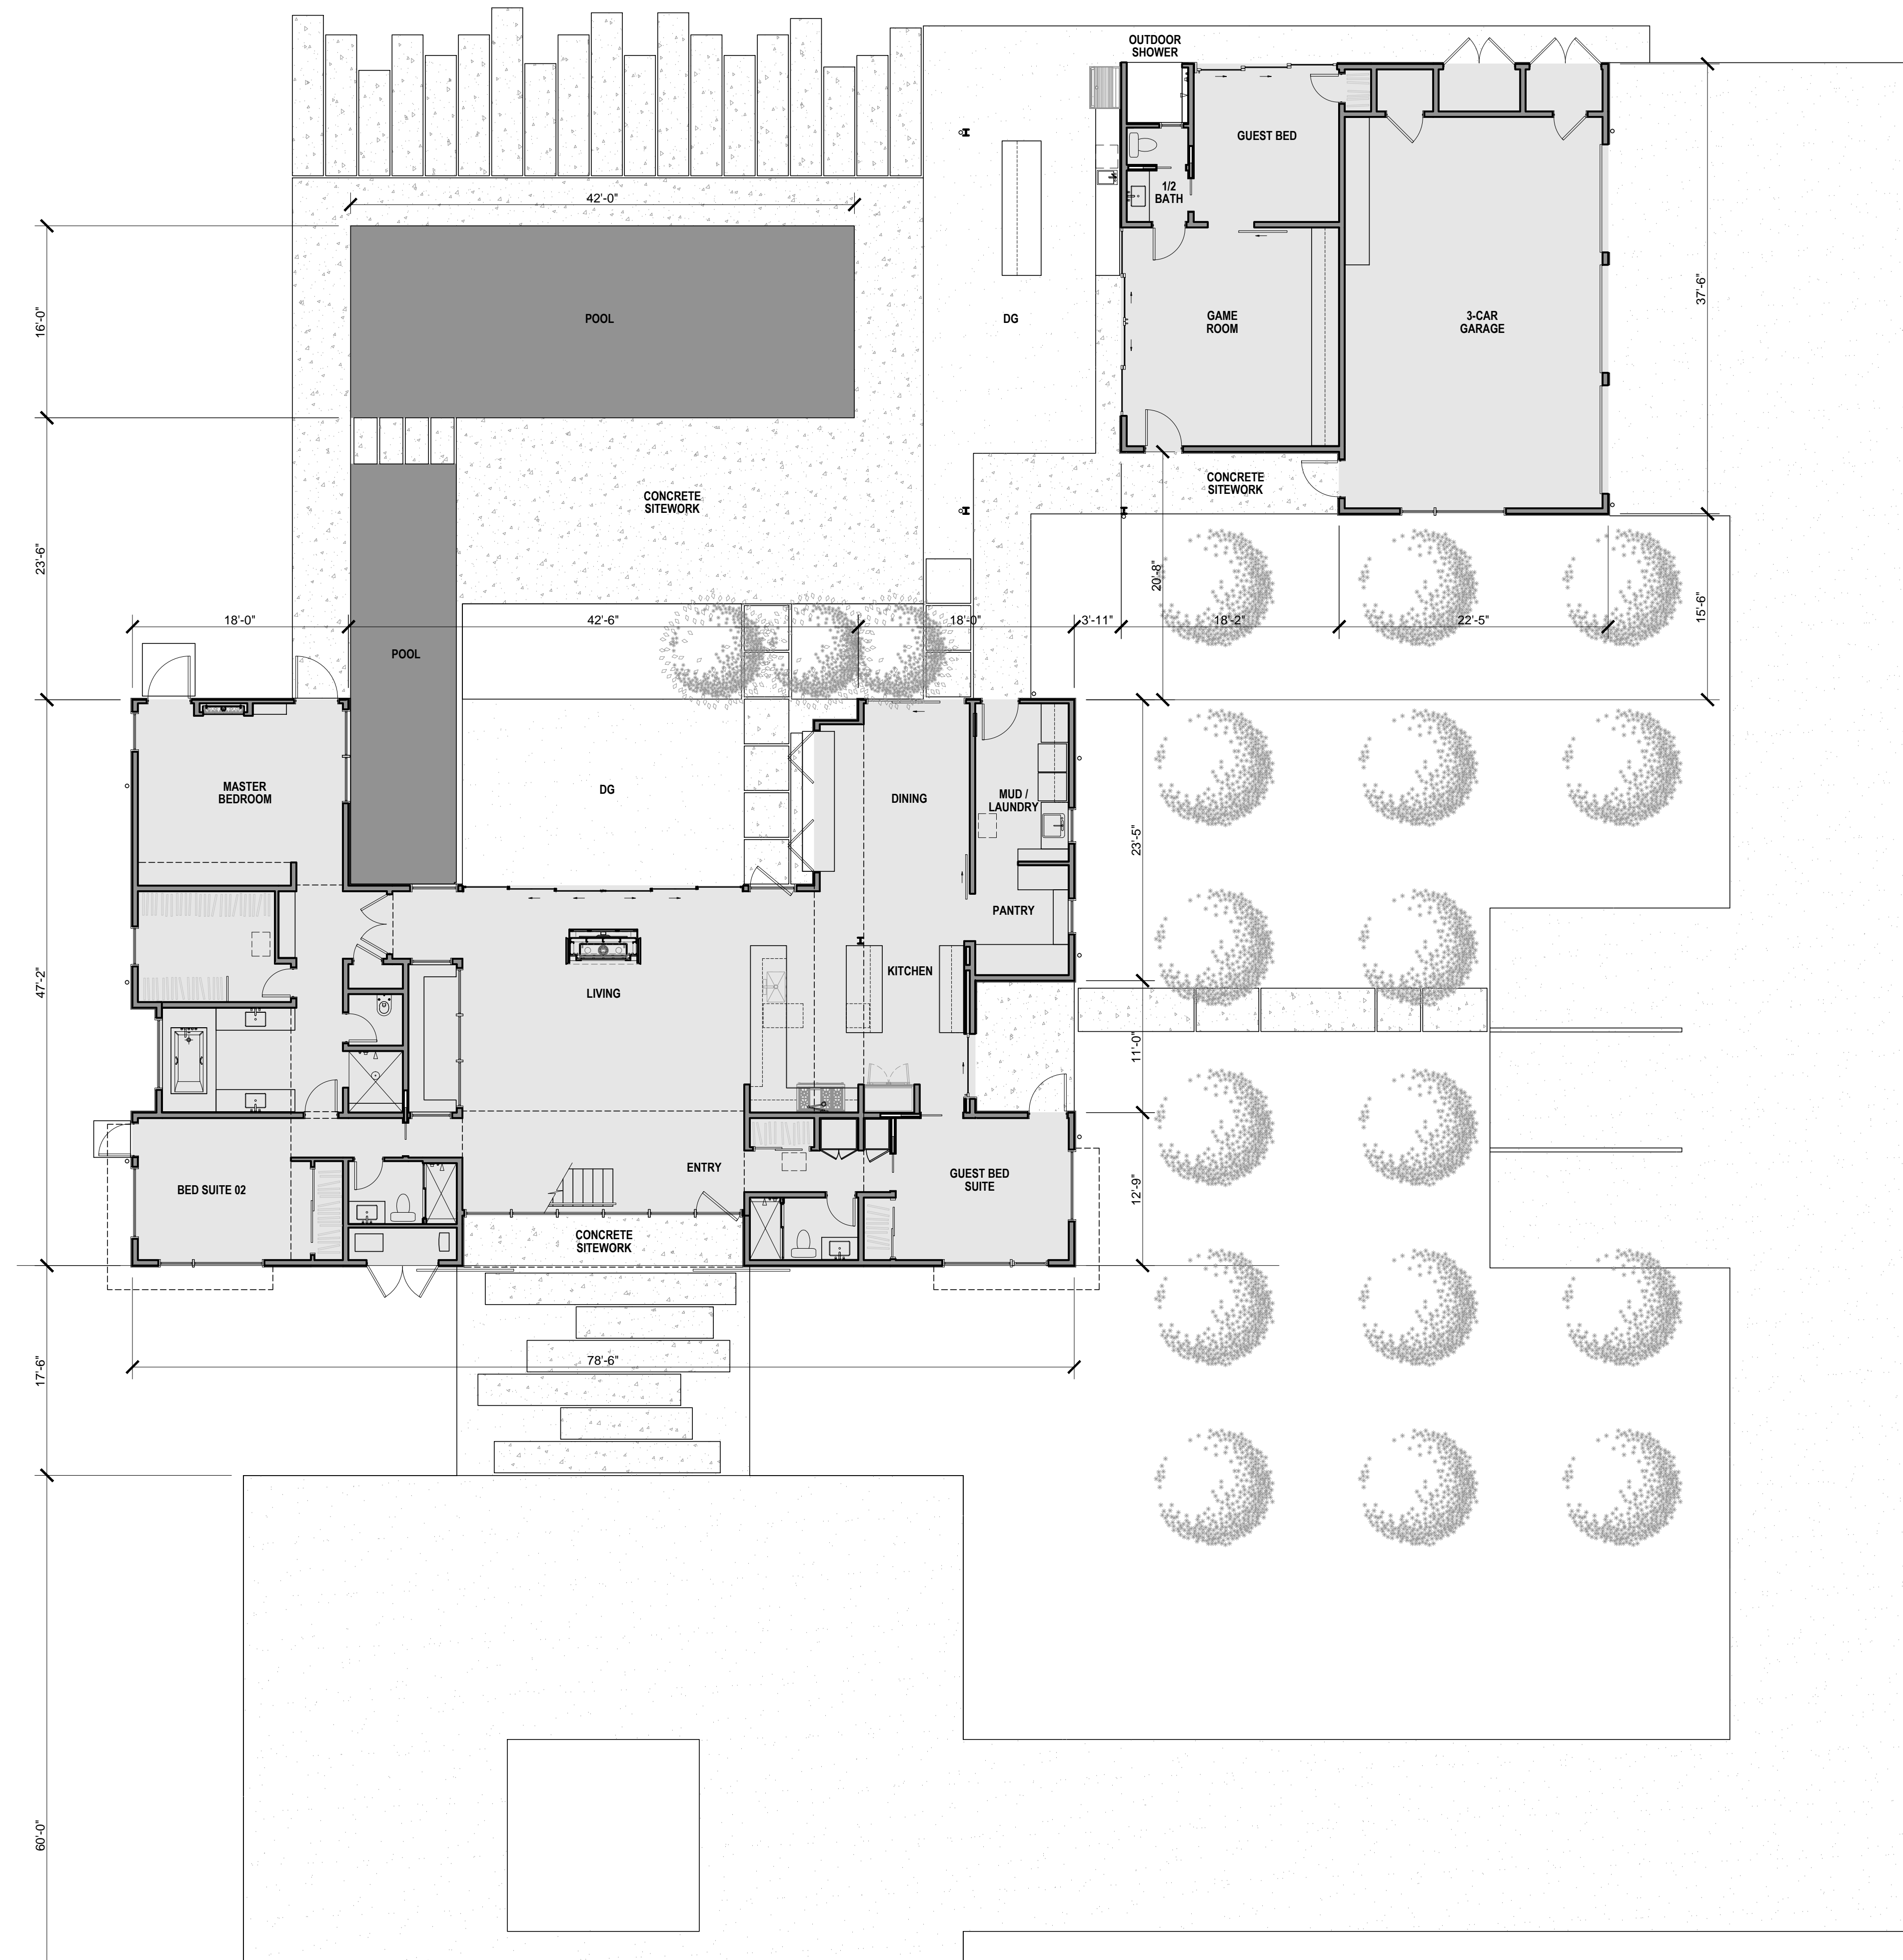 OUTDOOR
SHOWER
GUEST BED
1/2
BATH
42'-0"
16'-0"
POOL
DG
GAME
ROOM
3-CAR
GARAGE
37'-6"
CONCRETE
SITEWORK
CONCRETE
SITEWORK
23'-6"
20'-8"
15'-6"
18'-0"
42'-6"
18'-0"
3'-11"
18'-2"
22'-5"
POOL
MASTER
BEDROOM
DG
DINING
MUD /
LAUNDRY
23'-5"
PANTRY
47'-2"
LIVING
KITCHEN
11'-0"
ENTRY
BED SUITE 02
GUEST BED
SUITE
12'-9"
CONCRETE
SITEWORK
17'-6"
78'-6"
60'-0"